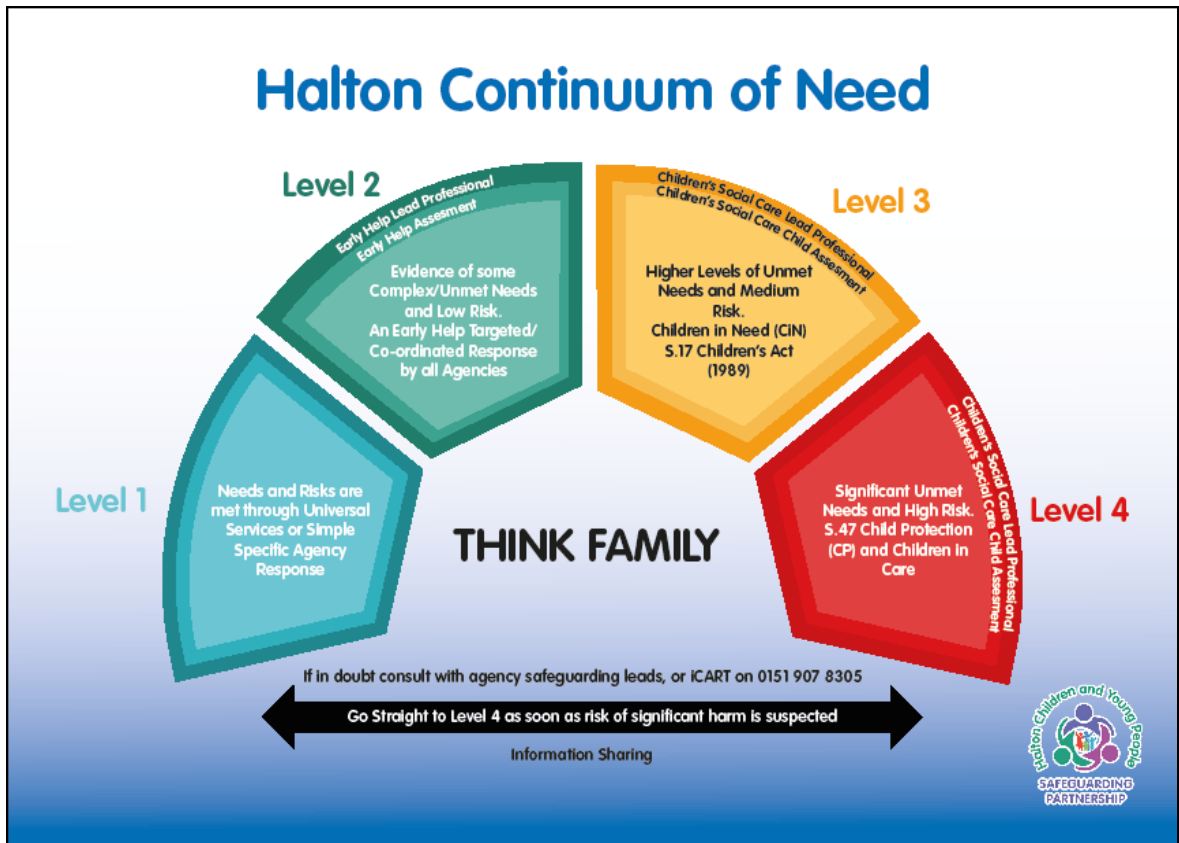 Halton Continuum of Need
Level 1
Needs and Risks are
met through Universal
Services or Simple
Specific Agency
Response
Level 2
Early Help Lead Professional
Early Help Assesment
Evidence of some
Complex/Unmet Needs
and Low Risk.
An Early Help Targeted/
Co-ordinated Response
by all Agencies
Level 3
Children's Social Care Lead Professional
Children's Social Care Child Assesment
Higher Levels of Unmet
Needs and Medium
Risk.
Children in Need (CiN)
S.17 Children's Act
(1989)
Level 4
Children's Social Care Lead Professional
Children's Social Care Child Assesment
Significant Unmet
Needs and High Risk.
S.47 Child Protection
(CP) and Children in
Care
THINK FAMILY
If in doubt consult with agency safeguarding leads, or iCART on 0151 907 8305
Go Straight to Level 4 as soon as risk of significant harm is suspected
Information Sharing
Halton Children and Young People
SAFEGUARDING
PARTNERSHIP